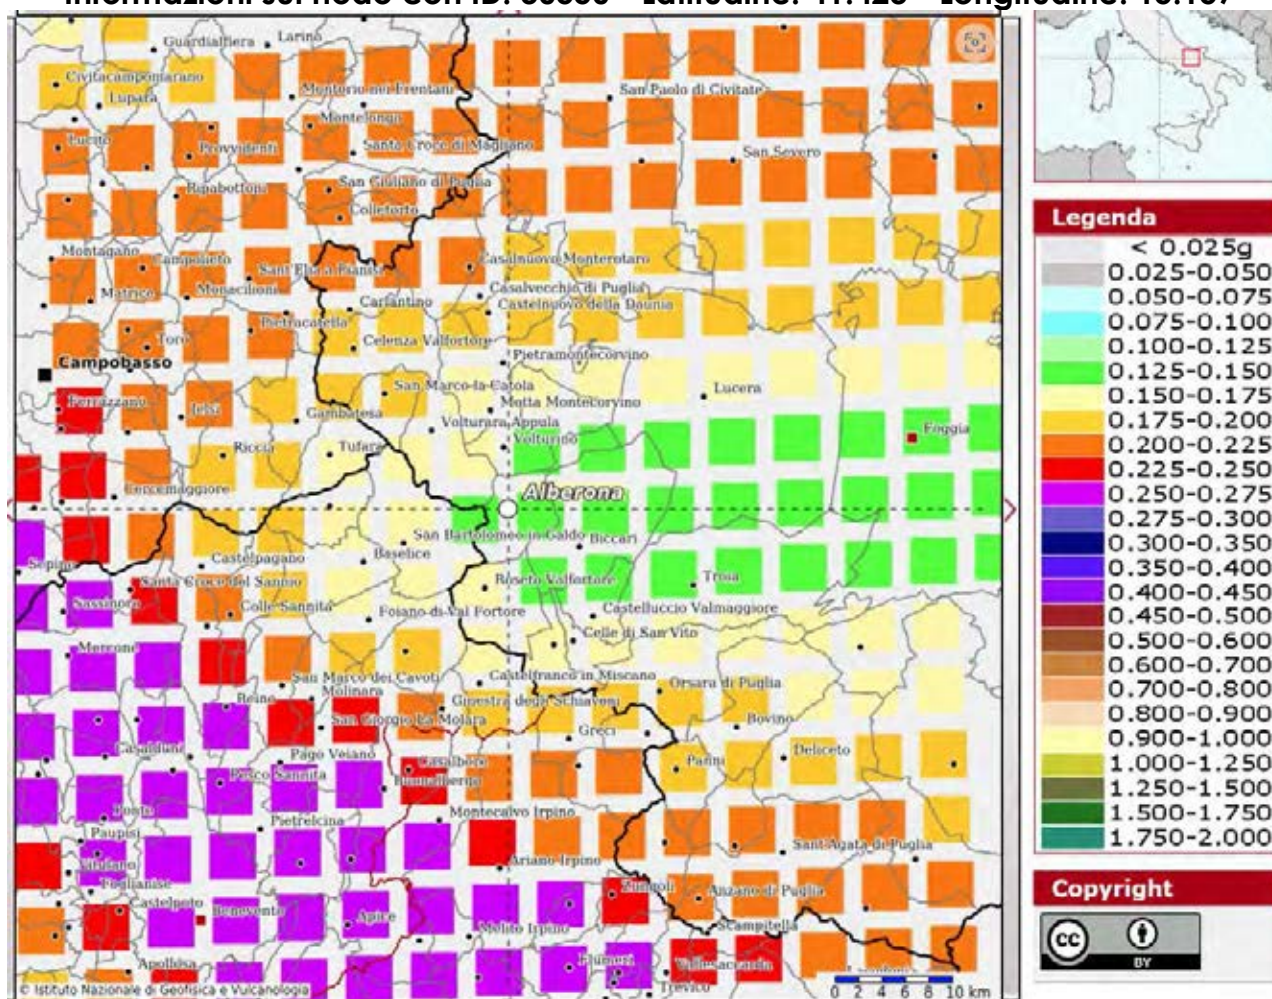 Guardialfiera
Larino
Civitacampomarano
Lupara
Montorio nei Frentani
San Paolo di Civitate
Montelongo
Lucito
Provvidenti
Santa Croce di Magliano
San Severo
Ripabottoni
San Giuliano di Puglia
Colletorto
Montagano
Campolieto
Sant'Elia a Pianisi
Casalnuovo Monterotaro
Matrice
Monacilioni
Carlantino
Casalvecchio di Puglia
Castelnuovo della Daunia
Toro
Pietracatella
Celenza Valfortore
Pietramontecorvino
Campobasso
San Marco la Catola
Lucera
Ferrazzano
Jelsi
Gambatesa
Motta Montecorvino
Volturara Appula
Volturino
Foggia
Riccia
Tufara
Cercemaggiore
Alberona
San Bartolomeo in Galdo
Biccari
Sepino
Castelpagano
Baselice
Santa Croce del Sannio
Roseto Valfortore
Troia
Sassinoro
Colle Sannita
Foiano di Val Fortore
Castelluccio Valmaggiore
Morcone
Celle di San Vito
San Marco dei Cavoti
Castelfranco in Miscano
Orsara di Puglia
Reino
Molinara
Ginestra degli Schiavoni
San Giorgio La Molara
Greci
Bovino
Casalduni
Pago Veiano
Casalbore
Panni
Deliceto
Pesco Sannita
Buonalbergo
Ponte
Pietrelcina
Montecalvo Irpino
Paupisi
Vitulano
Ariano Irpino
Sant'Agata di Puglia
Foglianise
Zungoli
Anzano di Puglia
Castelpoto
Benevento
Apice
Melito Irpino
Scampitella
Apollosa
Flumeri
Vallesaccarda
Trevico
© Istituto Nazionale di Geofisica e Vulcanologia
0 2 4 6 8 10 km
Legenda
< 0.025g
0.025-0.050
0.050-0.075
0.075-0.100
0.100-0.125
0.125-0.150
0.150-0.175
0.175-0.200
0.200-0.225
0.225-0.250
0.250-0.275
0.275-0.300
0.300-0.350
0.350-0.400
0.400-0.450
0.450-0.500
0.500-0.600
0.600-0.700
0.700-0.800
0.800-0.900
0.900-1.000
1.000-1.250
1.250-1.500
1.500-1.750
1.750-2.000
Copyright
cc
BY